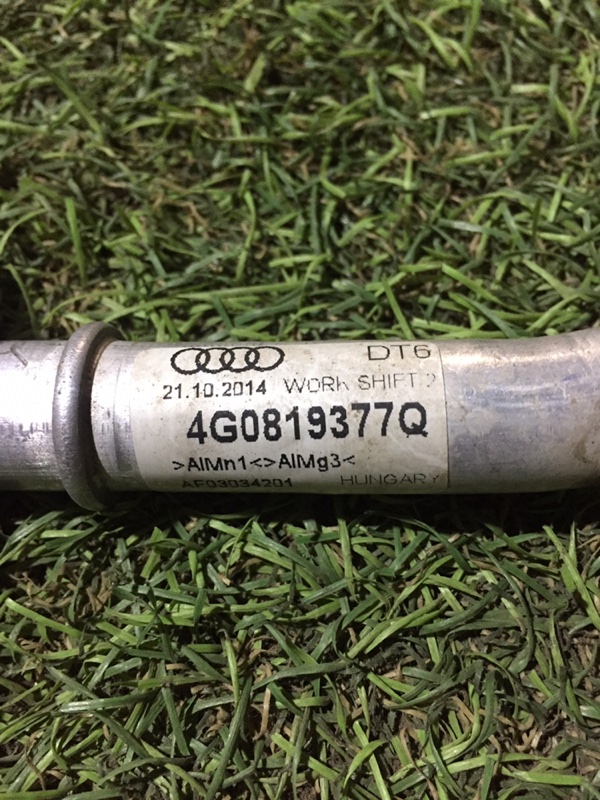 DT6
21.10.2014 WORK SHIFT 2
4G0819377Q
>AlMn1<>AlMg3<
AF03034201 HUNGARY